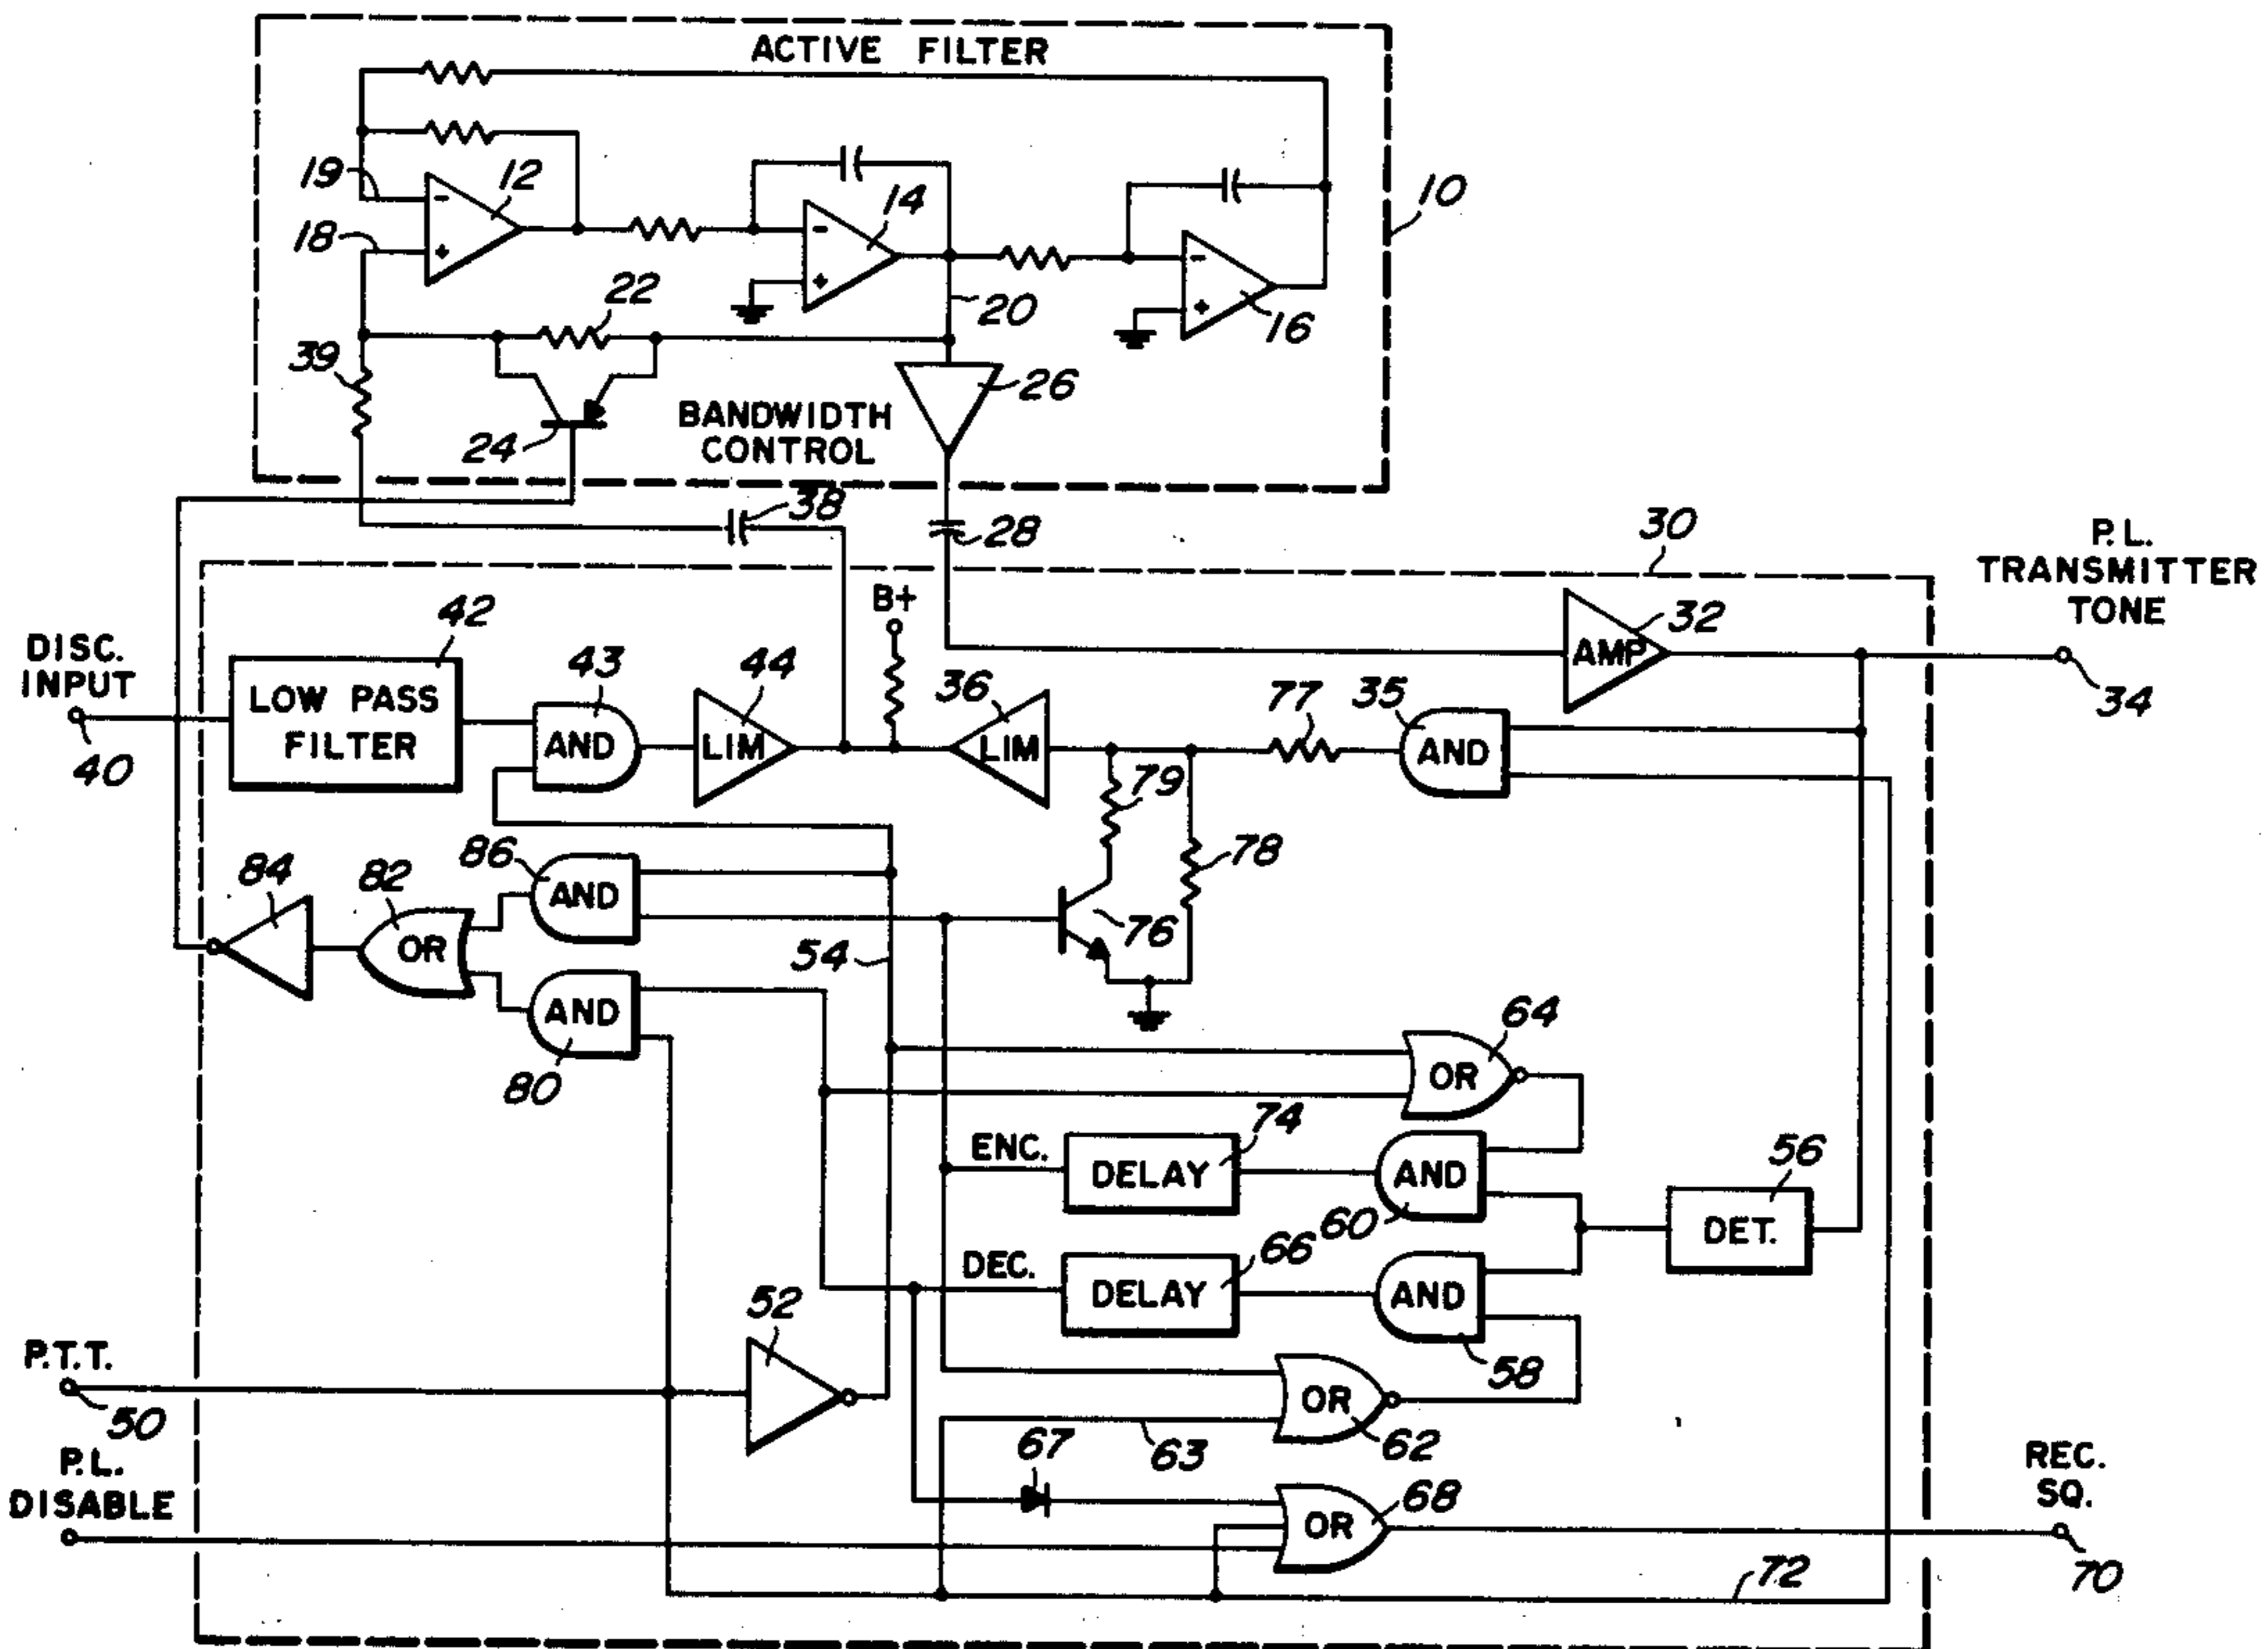 ACTIVE FILTER
19
12
14
10
18
22
20
16
39
26
BANDWIDTH
CONTROL
24
38
28
30
P.L.
TRANSMITTER
TONE
B+
42
32
DISC.
INPUT
43
44
36
77
35
AMP
34
LOW PASS
FILTER
AND
LIM
LIM
AND
40
79
86
78
84
82
AND
OR
76
54
AND
64
80
OR
74
ENC.
DELAY
AND
56
60
DET.
DEC.
66
DELAY
AND
52
58
P.T.T.
50
OR
62
63
67
P.L.
DISABLE
68
OR
REC.
SQ.
72
70
+
-
+
-
+
-